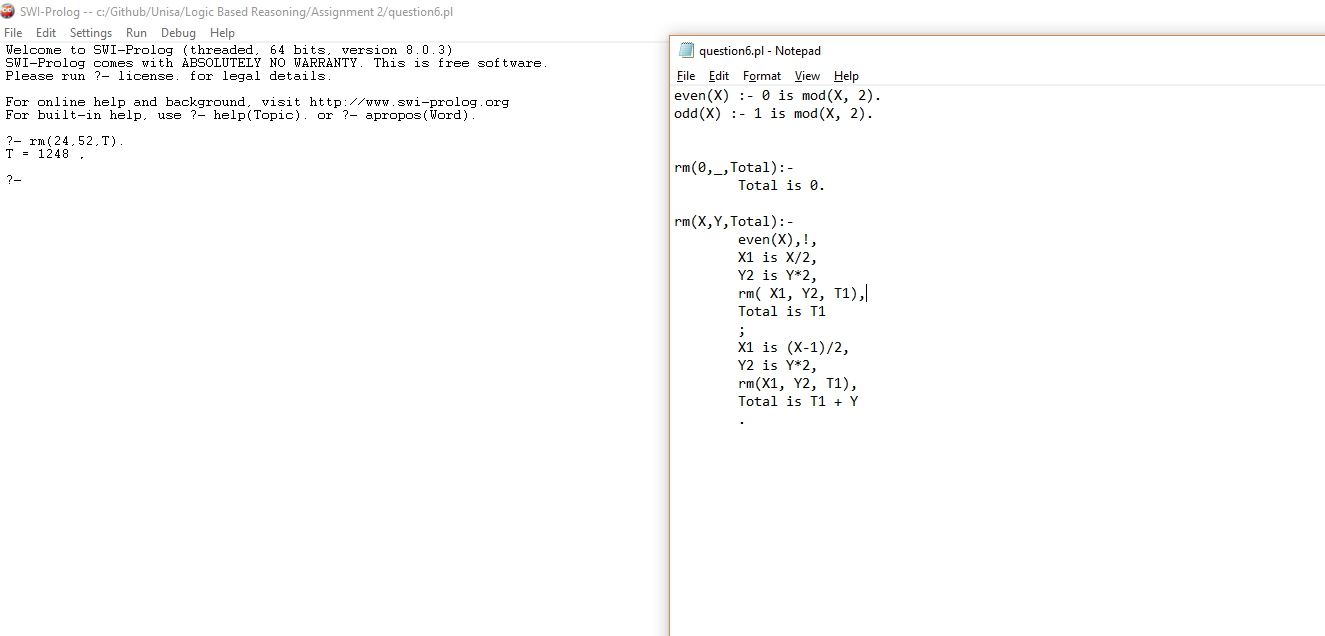 SWI-Prolog -- c:/Github/Unisa/Logic Based Reasoning/Assignment 2/question6.pl
File Edit Settings Run Debug Help
Welcome to SWI-Prolog (threaded, 64 bits, version 8.0.3)
SWI-Prolog comes with ABSOLUTELY NO WARRANTY. This is free software.
Please run ?- license. for legal details.
For online help and background, visit http://www.swi-prolog.org
For built-in help, use ?- help(Topic). or ?- apropos(Word).
?- rm(24,52,T).
T = 1248 .
?-
question6.pl - Notepad
File Edit Format View Help
even(X) :- 0 is mod(X, 2).
odd(X) :- 1 is mod(X, 2).
rm(0,_,Total):-
Total is 0.
rm(X,Y,Total):-
even(X),!,
X1 is X/2,
Y2 is Y*2,
rm( X1, Y2, T1),
Total is T1
;
X1 is (X-1)/2,
Y2 is Y*2,
rm(X1, Y2, T1),
Total is T1 + Y
.